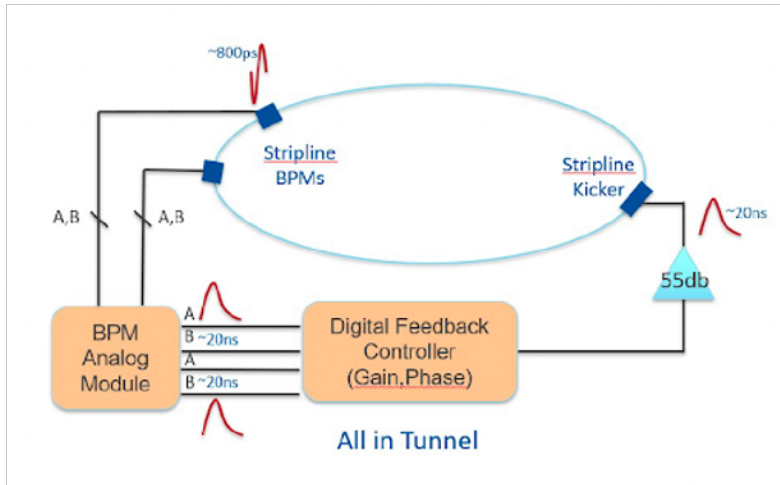 ~800ps
Stripline
BPMs
Stripline
Kicker
A,B
A,B
~20ns
55db
BPM
Analog
Module
A
B ~20ns
A
B ~20ns
Digital Feedback
Controller
(Gain,Phase)
All in Tunnel